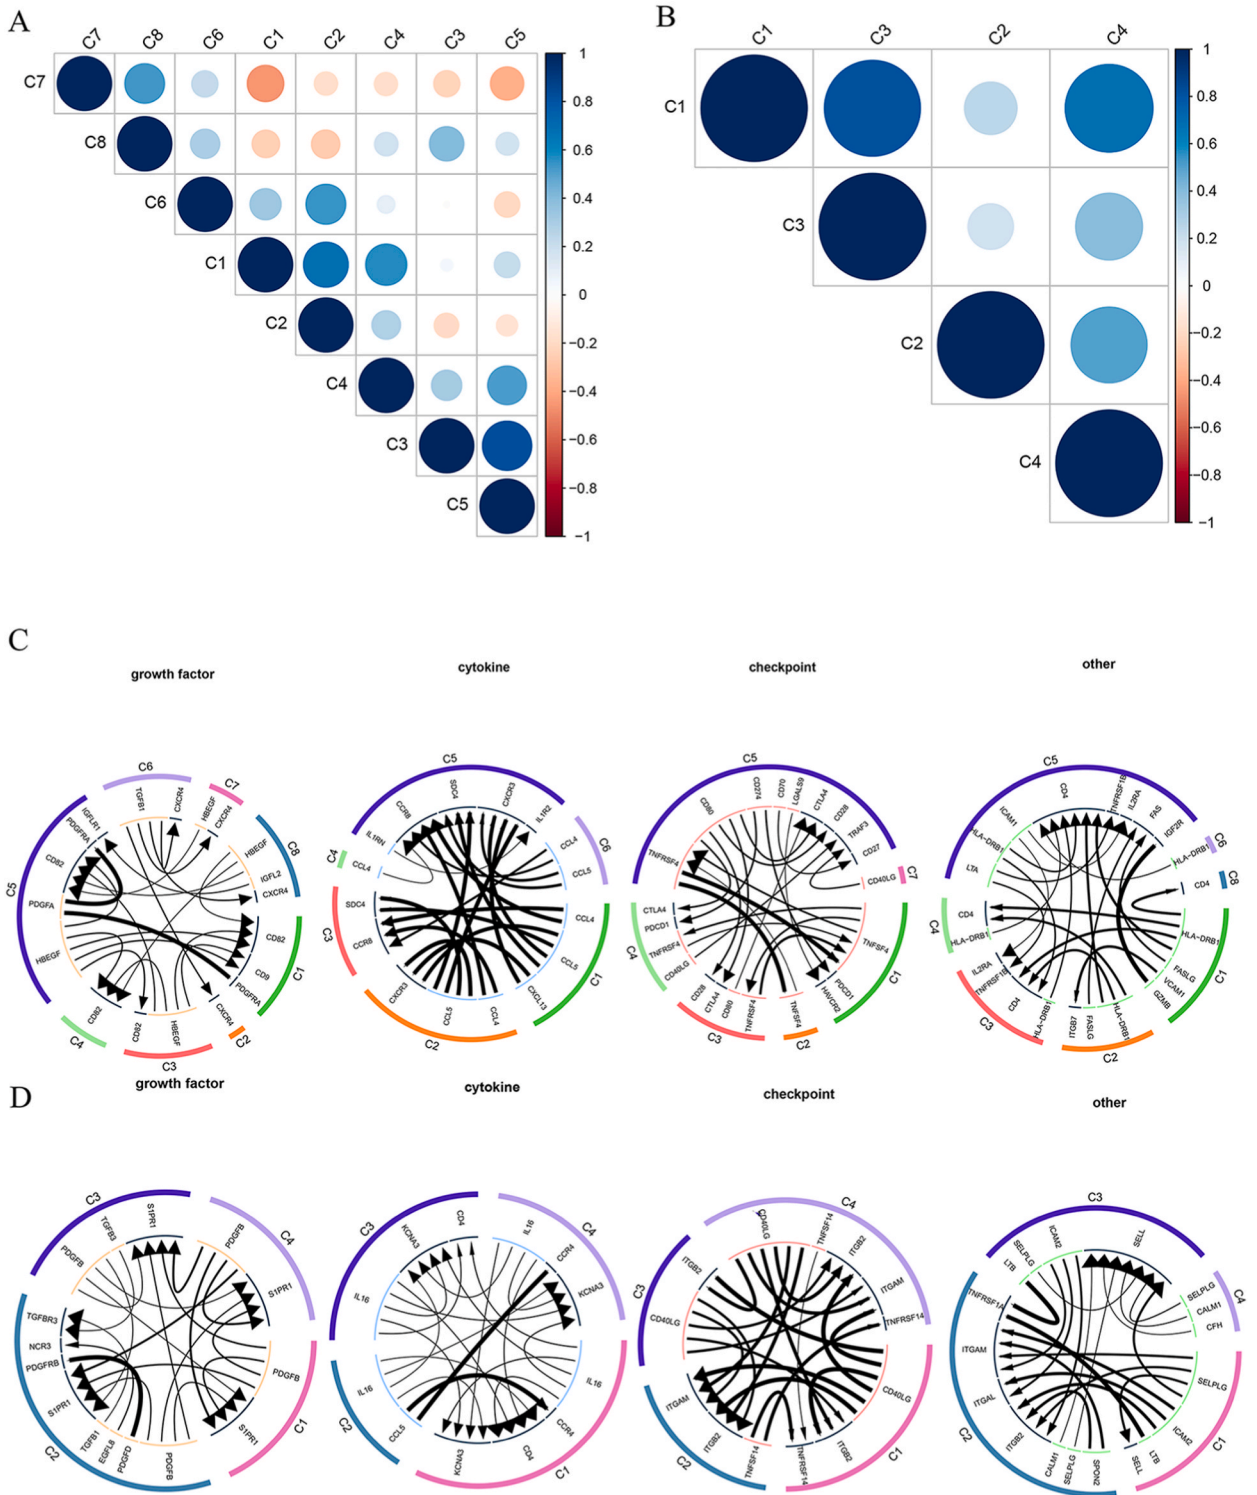 A
C7 C8 C6 C1 C2 C4 C3 C5
C7
C8
C6
C1
C2
C4
C3
C5
1
0.8
0.6
0.4
0.2
0
−0.2
−0.4
−0.6
−0.8
−1
B
C1 C3 C2 C4
C1
C3
C2
C4
1
0.8
0.6
0.4
0.2
0
−0.2
−0.4
−0.6
−0.8
−1
C
growth factor
C6
C7
C8
C1
C2
C3
C4
C5
TGFB1
CXCR4
HBEGF
CXCR4
HBEGF
IGFL2
CXCR4
CD82
CD9
PDGFRA
CXCR4
HBEGF
CD82
CD82
HBEGF
PDGFA
CD82
PDGFRA
IGFLR1
cytokine
C5
C6
C1
C2
C3
C4
SDC4
CXCR3
IL1R2
CCL4
CCL5
CCL4
CCL5
CXCL13
CCL4
CCL5
CXCR3
CCR8
SDC4
CCL4
IL1RN
CCR8
checkpoint
C5
C7
C1
C2
C3
C4
CD274
CD70
LGALS9
CTLA4
CD28
TRAF3
CD27
CD40LG
TNFSF4
PDCD1
HAVCR2
TNFSF4
TNFRSF4
CD80
CTLA4
CD28
CD40LG
TNFRSF4
PDCD1
CTLA4
TNFRSF4
CD80
other
C5
C6
C8
C1
C2
C3
C4
CD4
TNFRSF1B
IL2RA
FAS
IGF2R
HLA−DRB1
CD4
HLA−DRB1
FASLG
VCAM1
GZMB
HLA−DRB1
FASLG
ITGB7
HLA−DRB1
CD4
TNFRSF1B
IL2RA
HLA−DRB1
CD4
LTA
HLA−DRB1
ICAM1
D
growth factor
C3
C4
C1
C2
S1PR1
PDGFB
S1PR1
PDGFB
S1PR1
PDGFB
PDGFD
EGFL8
TGFB1
S1PR1
PDGFRB
NCR3
TGFBR3
PDGFB
TGFB3
cytokine
C3
C4
C1
C2
CD4
IL16
CCR4
KCNA3
IL16
CCR4
CD4
KCNA3
CCL5
IL16
IL16
KCNA3
checkpoint
C4
C1
C2
C3
CD40LG
TNFSF14
ITGB2
ITGAM
TNFRSF14
CD40LG
ITGB2
TNFRSF14
TNFSF14
ITGB2
ITGAM
CD40LG
ITGB2
other
C3
C4
C1
C2
SELL
SELPLG
CALM1
CFH
SELPLG
ICAM2
LTB
SELL
SPON2
SELPLG
CALM1
ITGB2
ITGAL
ITGAM
TNFRSF1A
LTB
SELPLG
ICAM2